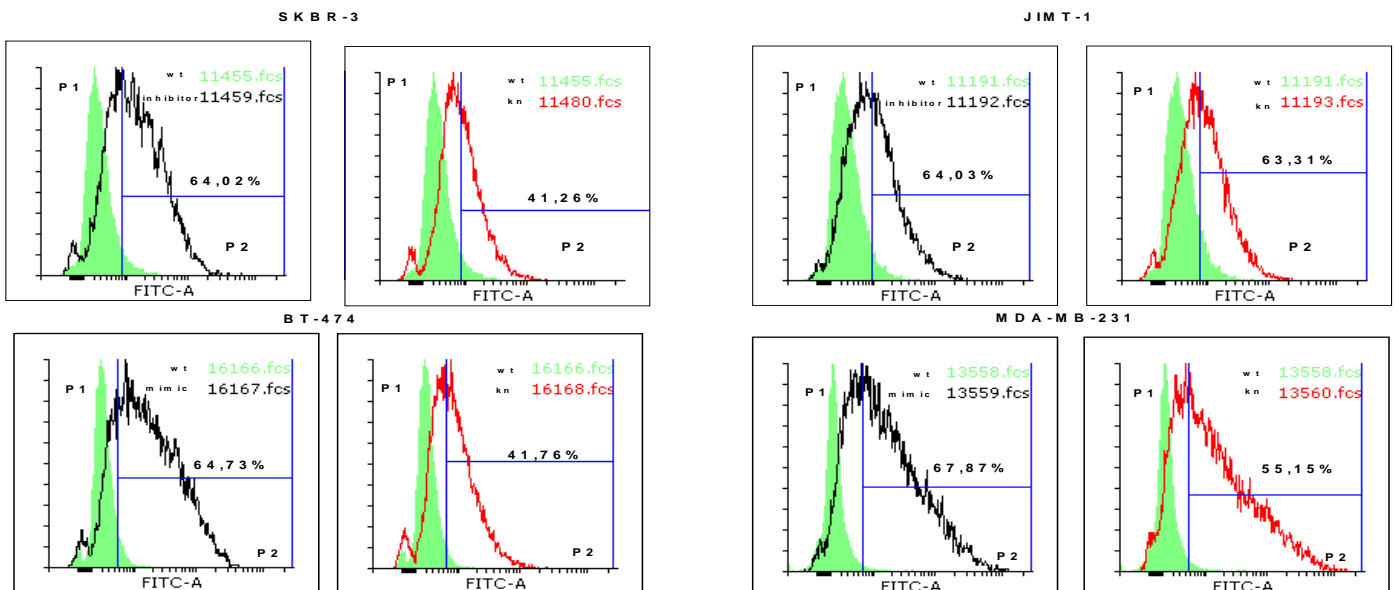 SKBR-3
P1
wt 11455.fcs
inhibitor 11459.fcs
64,02%
P2
FITC-A
P1
wt 11455.fcs
kn 11480.fcs
41,26%
P2
FITC-A
JIMT-1
P1
wt 11191.fcs
inhibitor 11192.fcs
64,03%
P2
FITC-A
P1
wt 11191.fcs
kn 11193.fcs
63,31%
P2
FITC-A
BT-474
P1
wt 16166.fcs
mimic 16167.fcs
64,73%
P2
FITC-A
P1
wt 16166.fcs
kn 16168.fcs
41,76%
P2
FITC-A
MDA-MB-231
P1
wt 13558.fcs
mimic 13559.fcs
67,87%
P2
FITC-A
P1
wt 13558.fcs
kn 13560.fcs
55,15%
P2
FITC-A